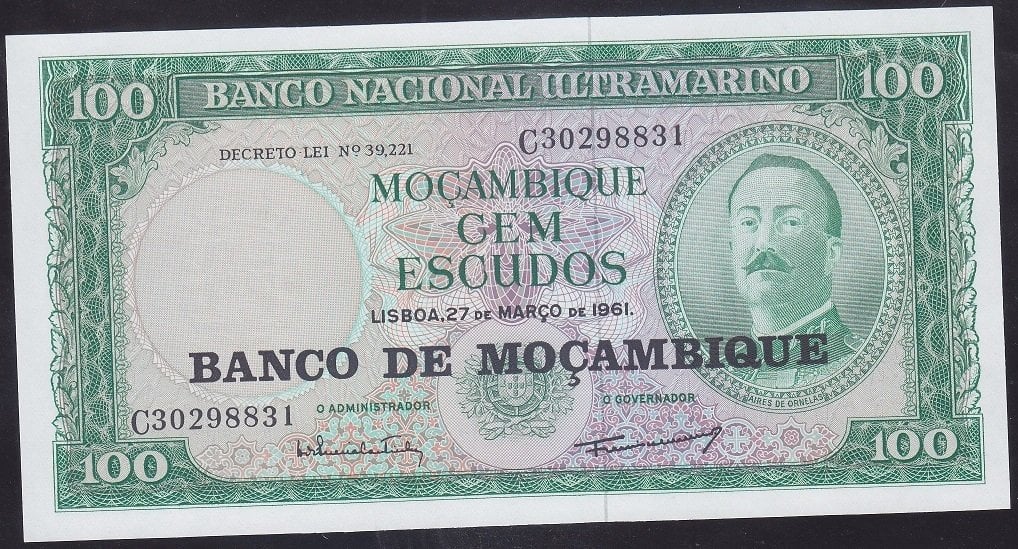 100 BANCO NACIONAL ULTRAMARINO 100
DECRETO LEI Nº 39,221
C30298831
MOÇAMBIQUE
CEM
ESCUDOS
LISBOA, 27 DE MARÇO DE 1961.
BANCO DE MOÇAMBIQUE
AIRES DE ORNELAS
C30298831
O ADMINISTRADOR
O GOVERNADOR
100
100